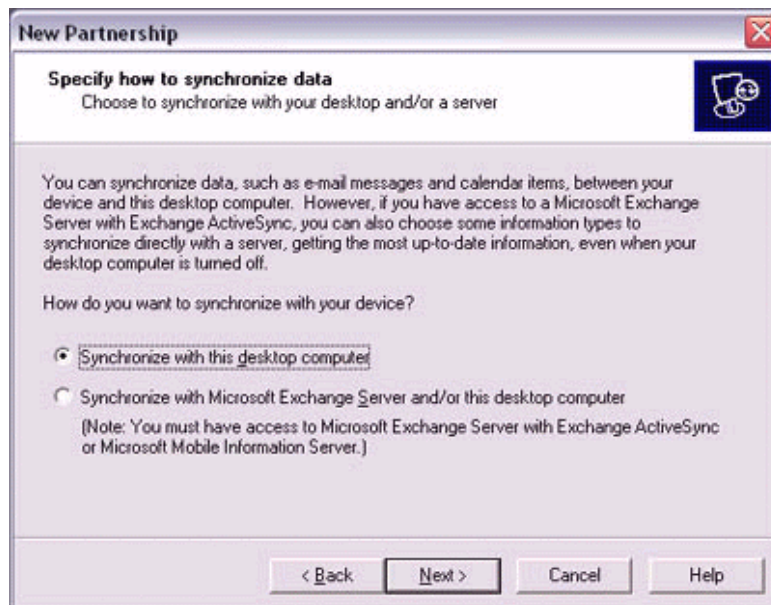 New Partnership
Specify how to synchronize data
Choose to synchronize with your desktop and/or a server
You can synchronize data, such as e-mail messages and calendar items, between your
device and this desktop computer. However, if you have access to a Microsoft Exchange
Server with Exchange ActiveSync, you can also choose some information types to
synchronize directly with a server, getting the most up-to-date information, even when your
desktop computer is turned off.
How do you want to synchronize with your device?
Synchronize with this desktop computer
Synchronize with Microsoft Exchange Server and/or this desktop computer
(Note: You must have access to Microsoft Exchange Server with Exchange ActiveSync
or Microsoft Mobile Information Server.)
< Back Next > Cancel Help